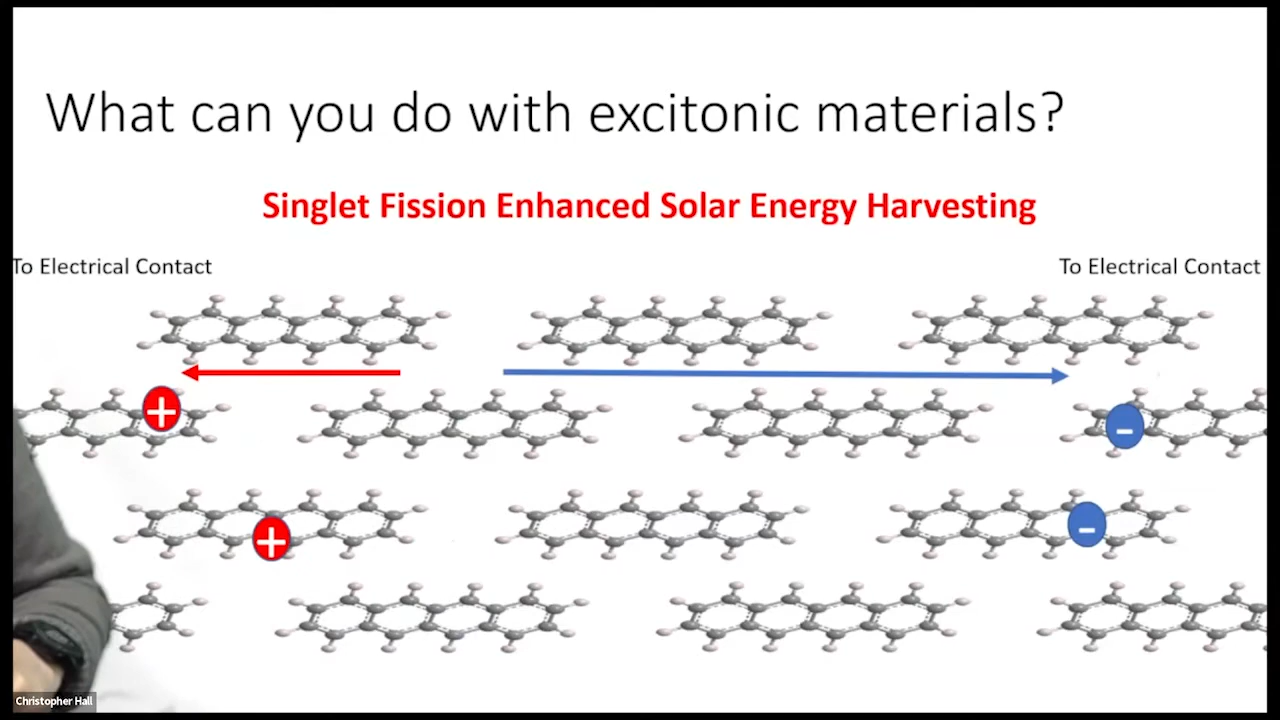 What can you do with excitonic materials?
Singlet Fission Enhanced Solar Energy Harvesting
To Electrical Contact
To Electrical Contact
+
-
+
-
Christopher Hall